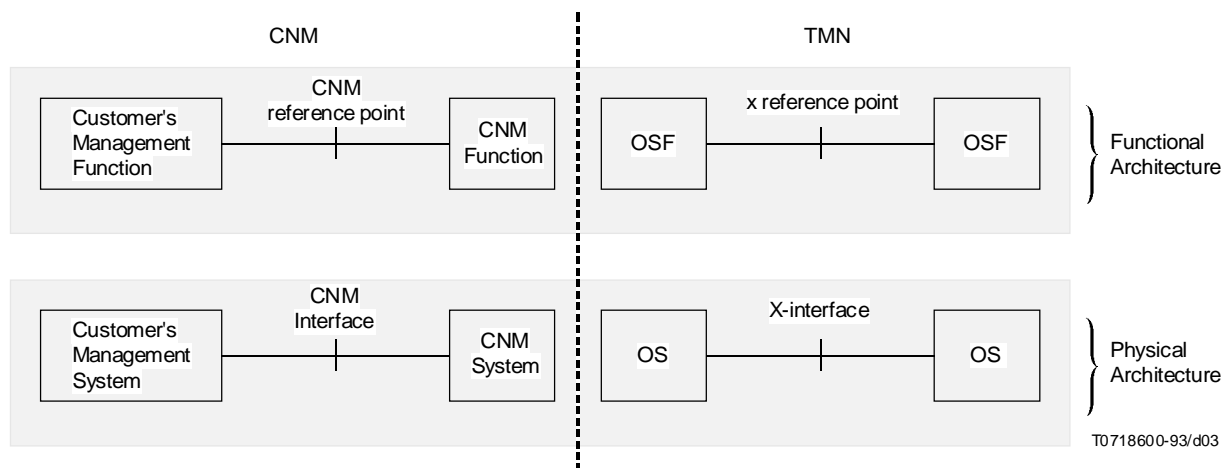 CNM
TMN
Customer's
Management
Function
CNM
reference point
CNM
Function
OSF
x reference point
OSF
Functional
Architecture
Customer's
Management
System
CNM
Interface
CNM
System
OS
X-interface
OS
Physical
Architecture
T0718600-93/d03